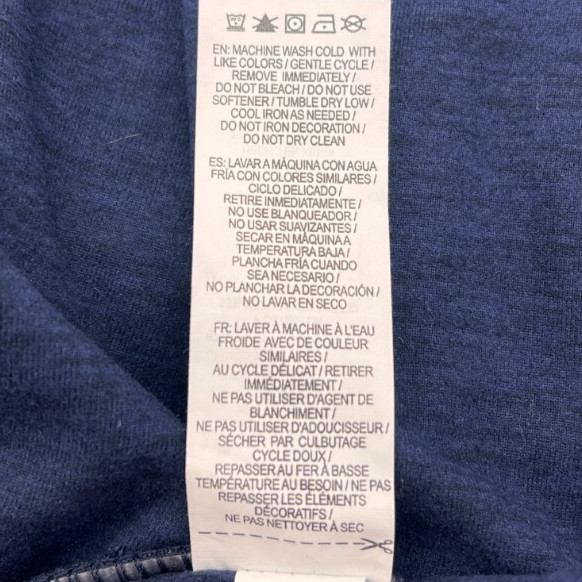 EN: MACHINE WASH COLD WITH
LIKE COLORS / GENTLE CYCLE /
REMOVE IMMEDIATELY /
DO NOT BLEACH / DO NOT USE
SOFTENER / TUMBLE DRY LOW /
COOL IRON AS NEEDED /
DO NOT IRON DECORATION /
DO NOT DRY CLEAN
ES: LAVAR A MÁQUINA CON AGUA
FRÍA CON COLORES SIMILARES /
CICLO DELICADO /
RETIRE INMEDIATAMENTE /
NO USE BLANQUEADOR /
NO USAR SUAVIZANTES /
SECAR EN MÁQUINA A
TEMPERATURA BAJA /
PLANCHA FRÍA CUANDO
SEA NECESARIO /
NO PLANCHAR LA DECORACIÓN /
NO LAVAR EN SECO
FR: LAVER À MACHINE À L'EAU
FROIDE AVEC DE COULEUR
SIMILAIRES /
AU CYCLE DÉLICAT / RETIRER
IMMÉDIATEMENT /
NE PAS UTILISER D'AGENT DE
BLANCHIMENT /
NE PAS UTILISER D'ADOUCISSEUR /
SÉCHER PAR CULBUTAGE
CYCLE DOUX /
REPASSER AU FER À BASSE
TEMPÉRATURE AU BESOIN / NE PAS
REPASSER LES ÉLÉMENTS
DÉCORATIFS /
NE PAS NETTOYER À SEC